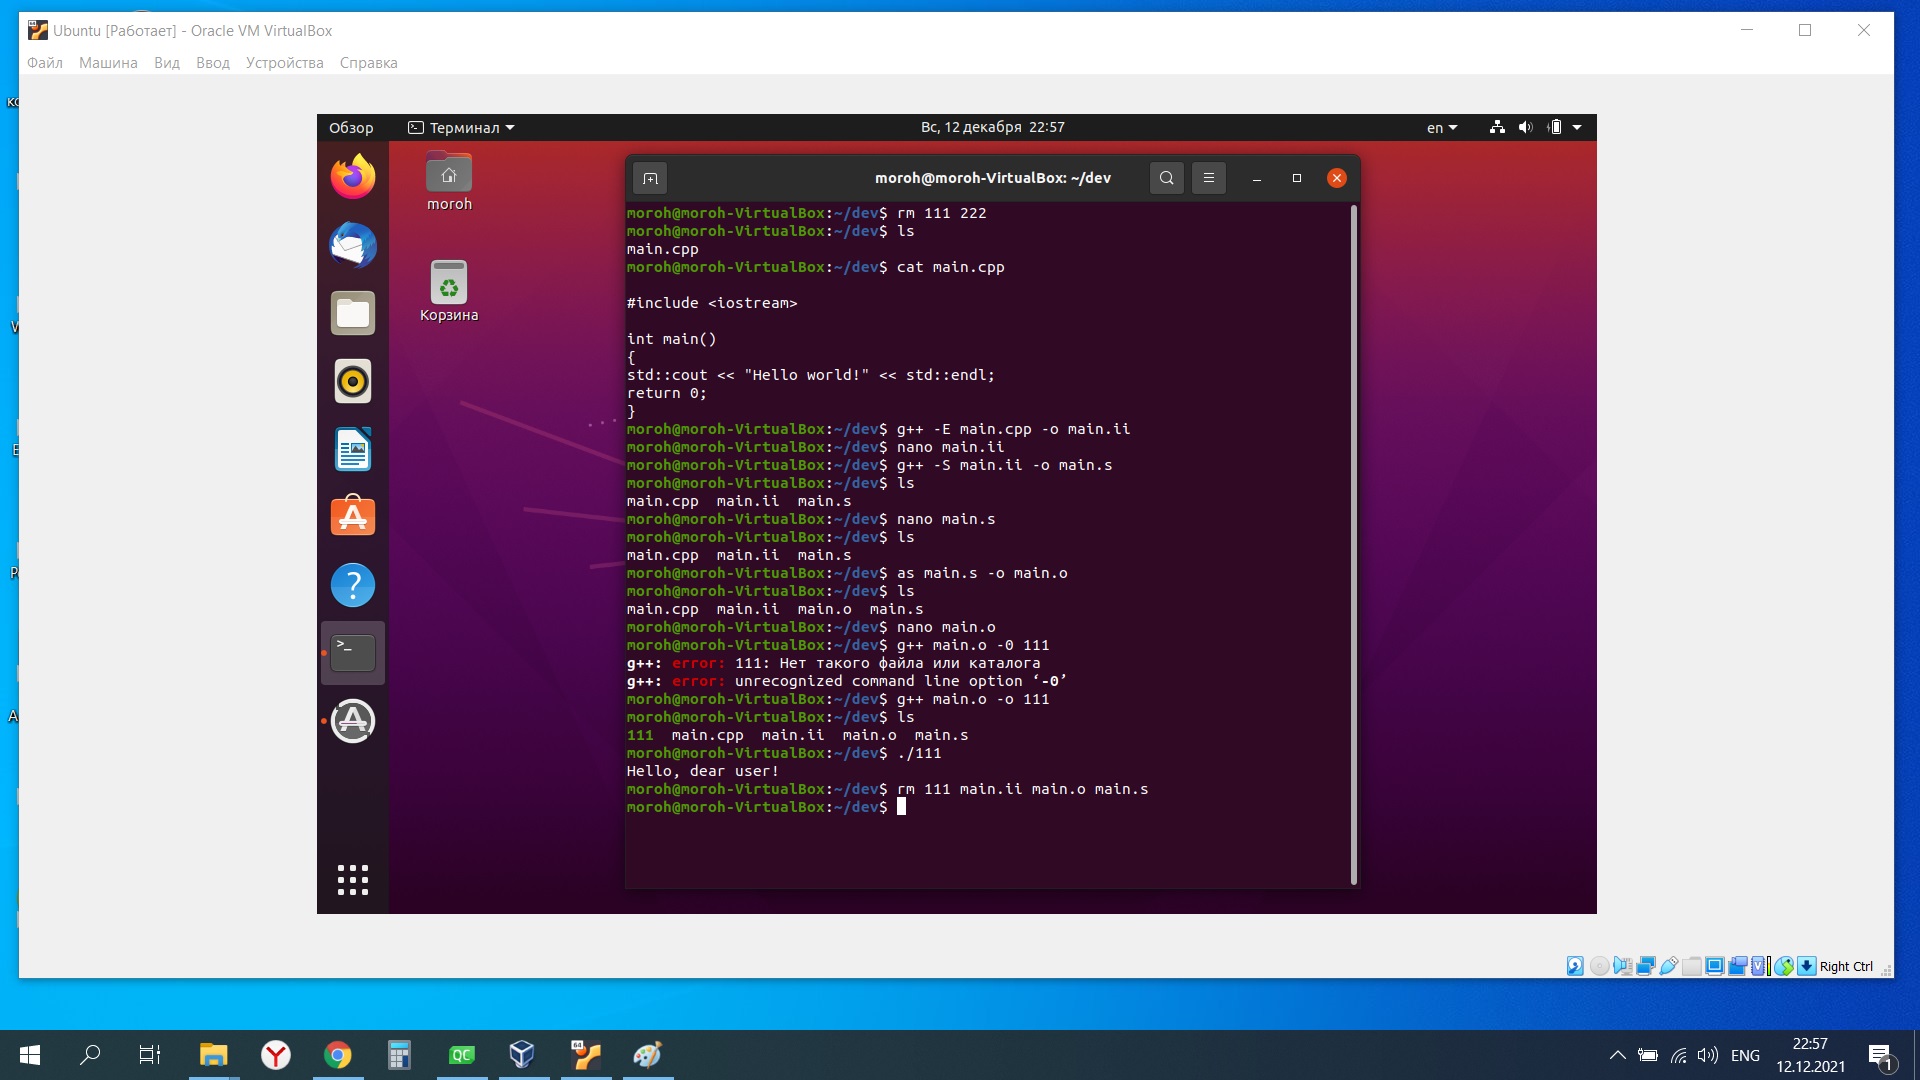 Ubuntu [Работает] - Oracle VM VirtualBox
Файл Машина Вид Ввод Устройства Справка
Обзор Терминал Вс, 12 декабря 22:57 en
moroh@moroh-VirtualBox: ~/dev
moroh
Корзина
moroh@moroh-VirtualBox:~/dev$ rm 111 222
moroh@moroh-VirtualBox:~/dev$ ls
main.cpp
moroh@moroh-VirtualBox:~/dev$ cat main.cpp
#include <iostream>
int main()
{
std::cout << "Hello world!" << std::endl;
return 0;
}
moroh@moroh-VirtualBox:~/dev$ g++ -E main.cpp -o main.ii
moroh@moroh-VirtualBox:~/dev$ nano main.ii
moroh@moroh-VirtualBox:~/dev$ g++ -S main.ii -o main.s
moroh@moroh-VirtualBox:~/dev$ ls
main.cpp main.ii main.s
moroh@moroh-VirtualBox:~/dev$ nano main.s
moroh@moroh-VirtualBox:~/dev$ ls
main.cpp main.ii main.s
moroh@moroh-VirtualBox:~/dev$ as main.s -o main.o
moroh@moroh-VirtualBox:~/dev$ ls
main.cpp main.ii main.o main.s
moroh@moroh-VirtualBox:~/dev$ nano main.o
moroh@moroh-VirtualBox:~/dev$ g++ main.o -0 111
g++: error: 111: Нет такого файла или каталога
g++: error: unrecognized command line option ‘-0’
moroh@moroh-VirtualBox:~/dev$ g++ main.o -o 111
moroh@moroh-VirtualBox:~/dev$ ls
111 main.cpp main.ii main.o main.s
moroh@moroh-VirtualBox:~/dev$ ./111
Hello, dear user!
moroh@moroh-VirtualBox:~/dev$ rm 111 main.ii main.o main.s
moroh@moroh-VirtualBox:~/dev$
Right Ctrl
ENG
22:57
12.12.2021
1